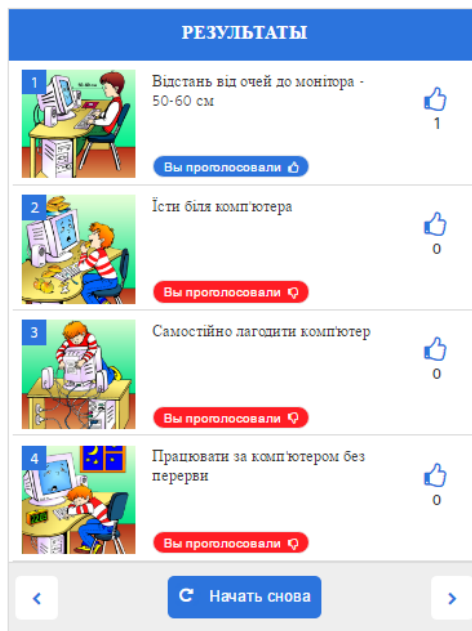 РЕЗУЛЬТАТЫ
1
Відстань від очей до монітора -
50-60 см
1
Вы проголосовали
2
Їсти біля комп'ютера
0
Вы проголосовали
3
Самостійно лагодити комп'ютер
0
Вы проголосовали
4
Працювати за комп'ютером без
перерви
0
Вы проголосовали
Начать снова